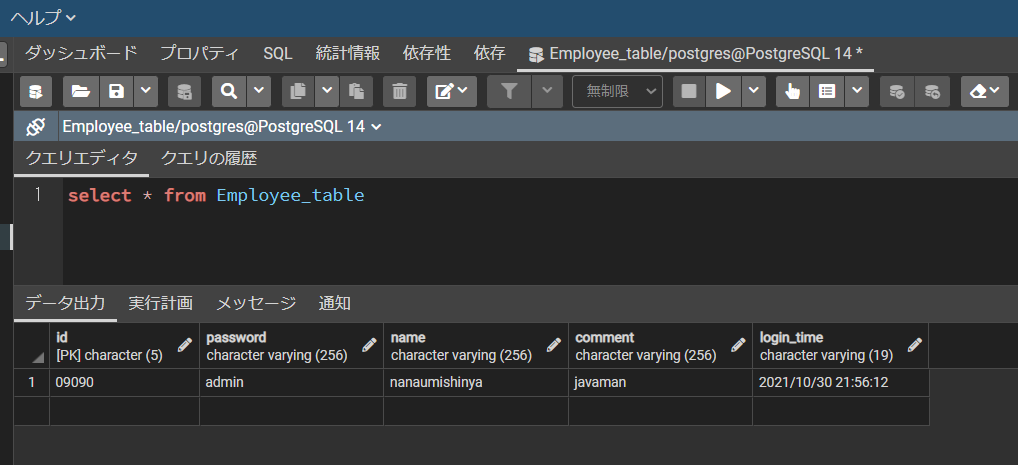 ヘルプ
ダッシュボード プロパティ SQL 統計情報 依存性 依存 Employee_table/postgres@PostgreSQL 14 *
無制限
Employee_table/postgres@PostgreSQL 14
クエリエディタ クエリの履歴
1 select * from Employee_table
データ出力 実行計画 メッセージ 通知
id password name comment login_time
[PK] character (5) character varying (256) character varying (256) character varying (256) character varying (19)
1 09090 admin nanaumishinya javaman 2021/10/30 21:56:12